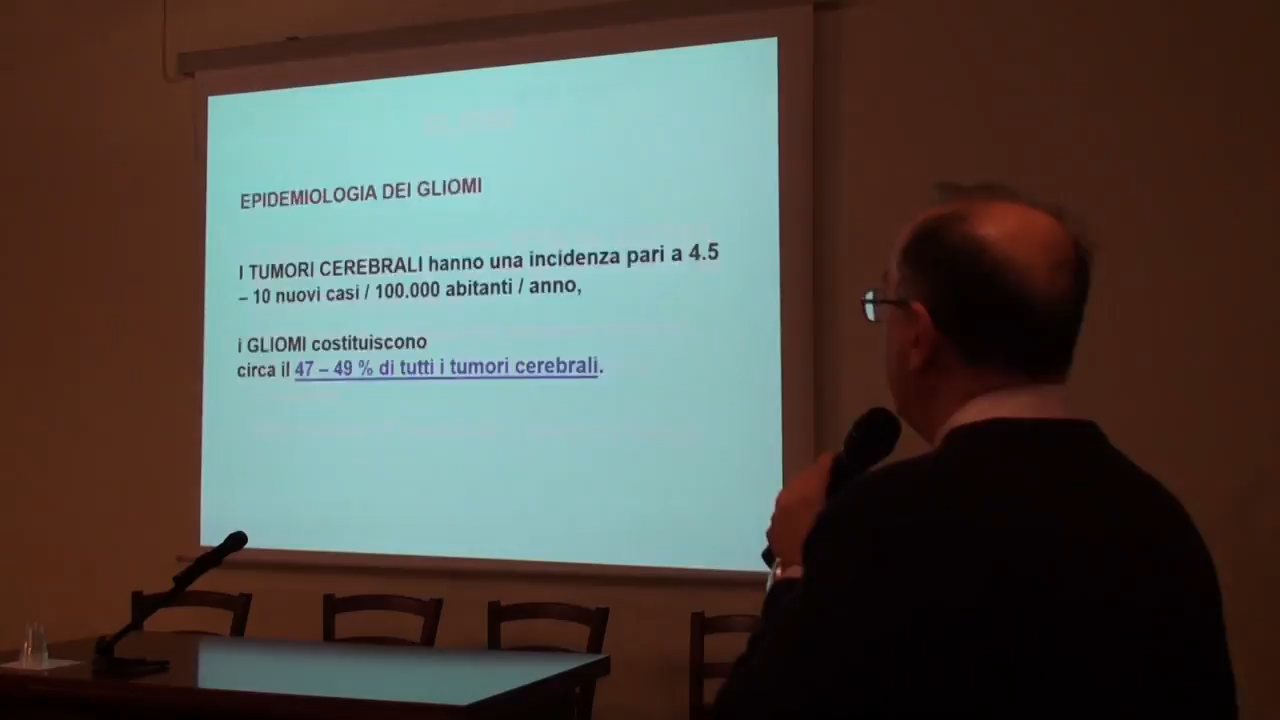 EPIDEMIOLOGIA DEI GLIOMI
I TUMORI CEREBRALI hanno una incidenza pari a 4.5
– 10 nuovi casi / 100.000 abitanti / anno,
i GLIOMI costituiscono
circa il 47 – 49 % di tutti i tumori cerebrali.